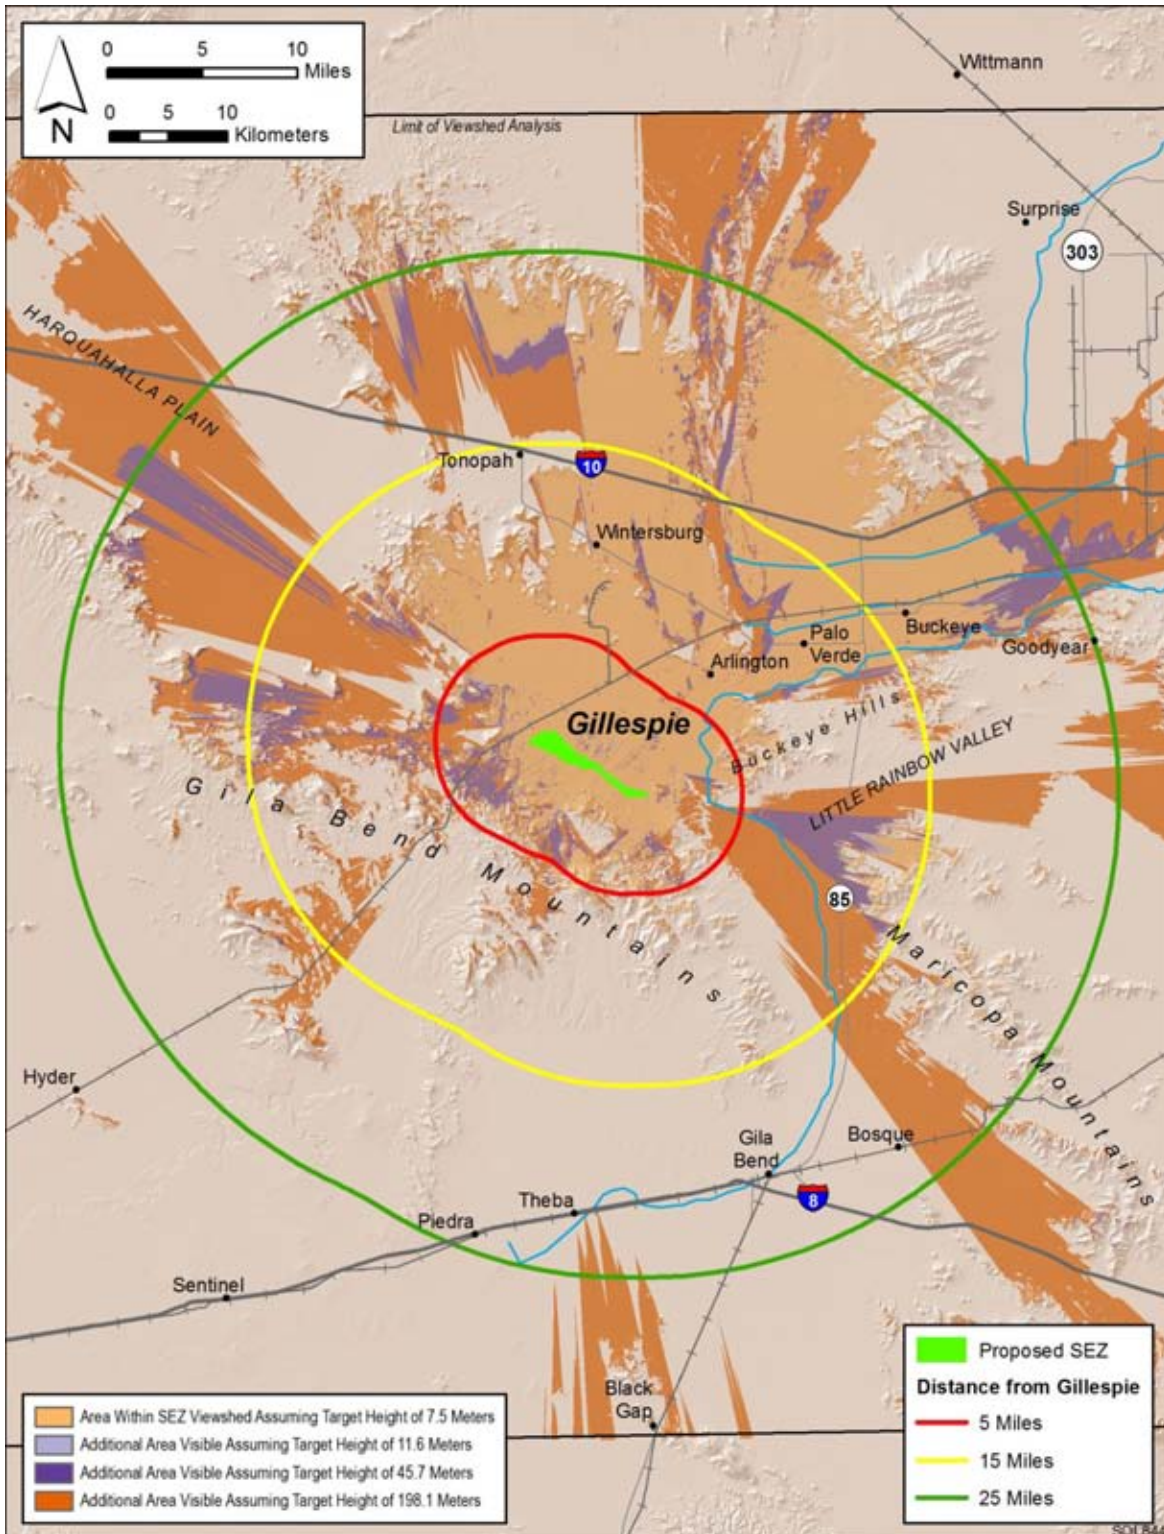 0 5 10
Miles
0 5 10
Kilometers
N
Limit of Viewshed Analysis
Wittmann
Surprise
303
HARQUAHALLA PLAIN
Tonopah
10
Wintersburg
Palo
Verde
Buckeye
Arlington
Goodyear
Gillespie
Buckeye Hills
LITTLE RAINBOW VALLEY
Gila Bend Mountains
85
Maricopa Mountains
Hyder
Gila
Bend
Bosque
8
Theba
Piedra
Sentinel
Black
Gap
Proposed SEZ
Distance from Gillespie
5 Miles
15 Miles
25 Miles
Area Within SEZ Viewshed Assuming Target Height of 7.5 Meters
Additional Area Visible Assuming Target Height of 11.6 Meters
Additional Area Visible Assuming Target Height of 45.7 Meters
Additional Area Visible Assuming Target Height of 198.1 Meters